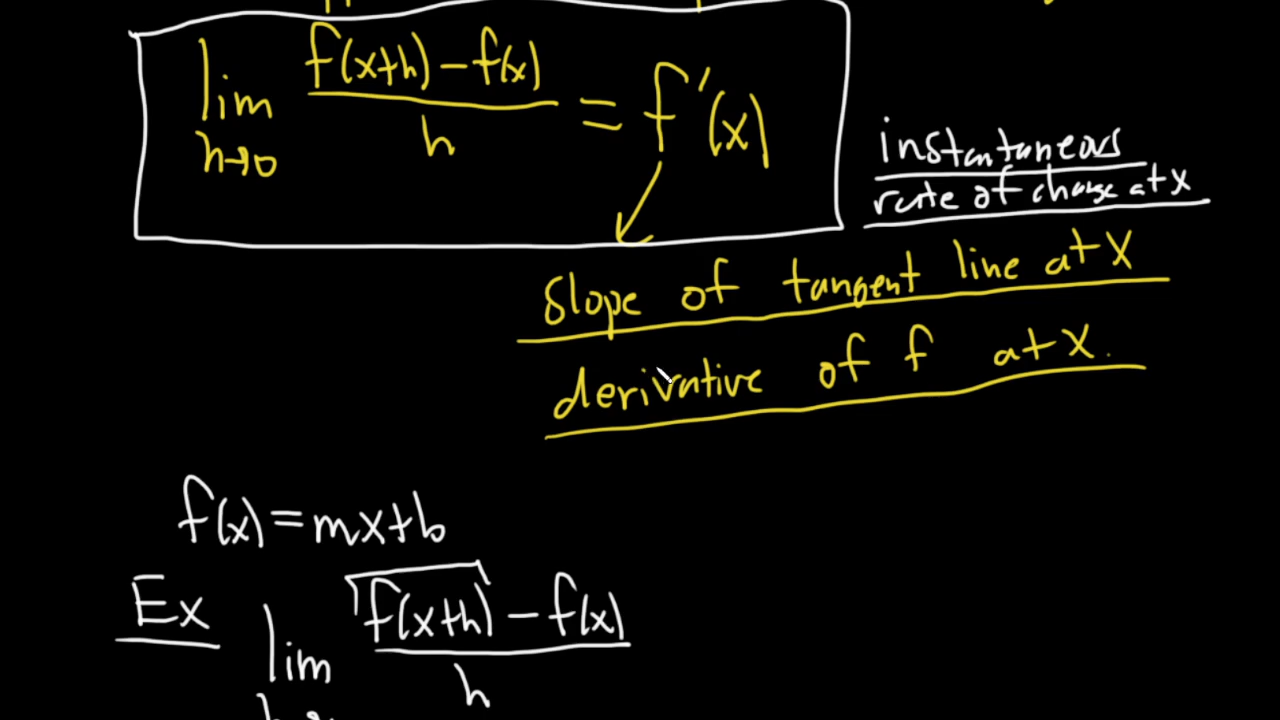 lim h→0 f(x+h) - f(x) / h = f'(x)
instantaneous
rate of change at x
slope of tangent line at x
derivative of f at x.
f(x) = mx+b
Ex
lim f(x+h) - f(x) / h